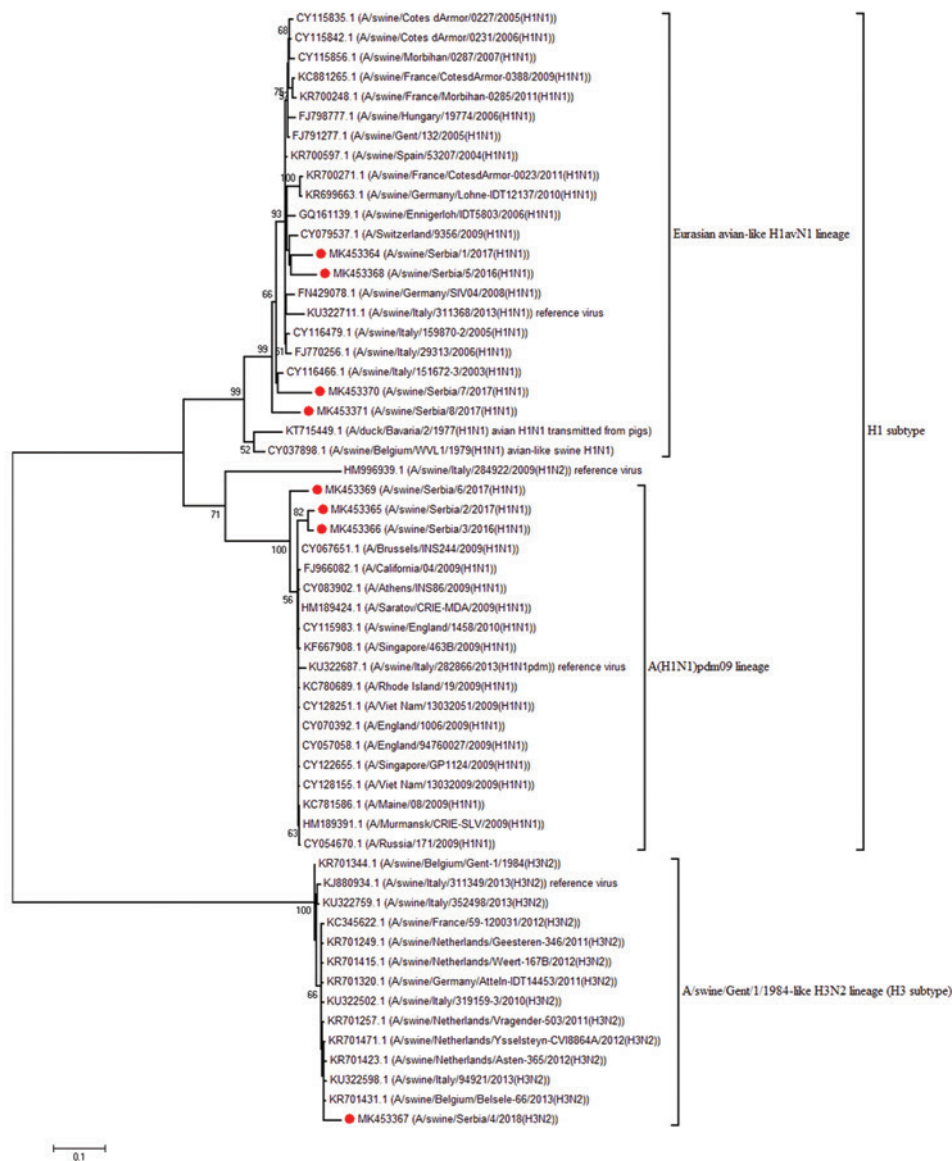 CY115835.1 (A/swine/Cotes dArmor/0227/2005(H1N1))
68
CY115842.1 (A/swine/Cotes dArmor/0231/2006(H1N1))
CY115856.1 (A/swine/Morbihan/0287/2007(H1N1))
KC881265.1 (A/swine/France/CotesdArmor-0388/2009(H1N1))
KR700248.1 (A/swine/France/Morbihan-0285/2011(H1N1))
FJ798777.1 (A/swine/Hungary/19774/2006(H1N1))
FJ791277.1 (A/swine/Gent/132/2005(H1N1))
KR700597.1 (A/swine/Spain/53207/2004(H1N1))
KR700271.1 (A/swine/France/CotesdArmor-0023/2011(H1N1))
100
KR699663.1 (A/swine/Germany/Lohne-IDT12137/2010(H1N1))
93
GQ161139.1 (A/swine/Ennigerloh/IDT5803/2006(H1N1))
CY079537.1 (A/Switzerland/9356/2009(H1N1))
Eurasian avian-like H1avN1 lineage
MK453364 (A/swine/Serbia/1/2017(H1N1))
MK453368 (A/swine/Serbia/5/2016(H1N1))
66
FN429078.1 (A/swine/Germany/SIV04/2008(H1N1))
KU322711.1 (A/swine/Italy/311368/2013(H1N1)) reference virus
CY116479.1 (A/swine/Italy/159870-2/2005(H1N1))
99
61
FJ770256.1 (A/swine/Italy/29313/2006(H1N1))
CY116466.1 (A/swine/Italy/151672-3/2003(H1N1))
99
MK453370 (A/swine/Serbia/7/2017(H1N1))
MK453371 (A/swine/Serbia/8/2017(H1N1))
KT715449.1 (A/duck/Bavaria/2/1977(H1N1) avian H1N1 transmitted from pigs)
H1 subtype
52
CY037898.1 (A/swine/Belgium/WVL1/1979(H1N1) avian-like swine H1N1)
HM996939.1 (A/swine/Italy/284922/2009(H1N2)) reference virus
MK453369 (A/swine/Serbia/6/2017(H1N1))
71
82
MK453365 (A/swine/Serbia/2/2017(H1N1))
MK453366 (A/swine/Serbia/3/2016(H1N1))
100
CY067651.1 (A/Brussels/INS244/2009(H1N1))
FJ966082.1 (A/California/04/2009(H1N1))
CY083902.1 (A/Athens/INS86/2009(H1N1))
56
HM189424.1 (A/Saratov/CRIE-MDA/2009(H1N1))
CY115983.1 (A/swine/England/1458/2010(H1N1))
KF667908.1 (A/Singapore/463B/2009(H1N1))
KU322687.1 (A/swine/Italy/282866/2013(H1N1pdm)) reference virus
A(H1N1)pdm09 lineage
KC780689.1 (A/Rhode Island/19/2009(H1N1))
CY128251.1 (A/Viet Nam/13032051/2009(H1N1))
CY070392.1 (A/England/1006/2009(H1N1))
CY057058.1 (A/England/94760027/2009(H1N1))
CY122655.1 (A/Singapore/GP1124/2009(H1N1))
CY128155.1 (A/Viet Nam/13032009/2009(H1N1))
KC781586.1 (A/Maine/08/2009(H1N1))
HM189391.1 (A/Murmansk/CRIE-SLV/2009(H1N1))
63
CY054670.1 (A/Russia/171/2009(H1N1))
KR701344.1 (A/swine/Belgium/Gent-1/1984(H3N2))
KJ880934.1 (A/swine/Italy/311349/2013(H3N2)) reference virus
KU322759.1 (A/swine/Italy/352498/2013(H3N2))
100
KC345622.1 (A/swine/France/59-120031/2012(H3N2))
KR701249.1 (A/swine/Netherlands/Geesteren-346/2011(H3N2))
KR701415.1 (A/swine/Netherlands/Weert-167B/2012(H3N2))
KR701320.1 (A/swine/Germany/Atteln-IDT14453/2011(H3N2))
A/swine/Gent/1/1984-like H3N2 lineage (H3 subtype)
66
KU322502.1 (A/swine/Italy/319159-3/2010(H3N2))
KR701257.1 (A/swine/Netherlands/Vragender-503/2011(H3N2))
KR701471.1 (A/swine/Netherlands/Ysselsteyn-CVI8864A/2012(H3N2))
KR701423.1 (A/swine/Netherlands/Asten-365/2012(H3N2))
KU322598.1 (A/swine/Italy/94921/2013(H3N2))
KR701431.1 (A/swine/Belgium/Belsele-66/2013(H3N2))
MK453367 (A/swine/Serbia/4/2018(H3N2))
0.1